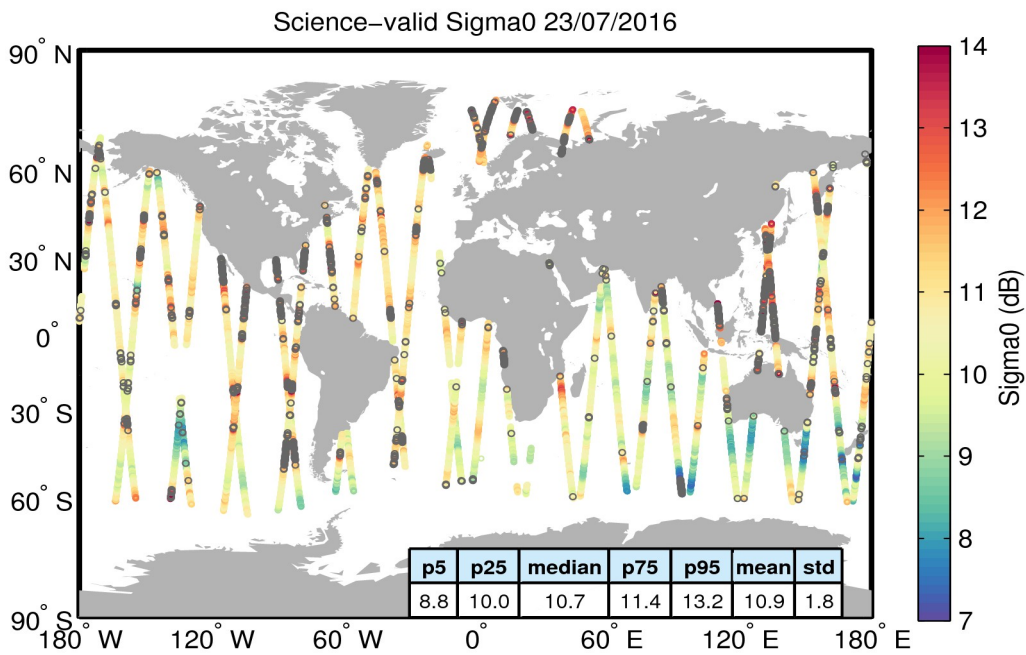 Science−valid Sigma0 23/07/2016
90° N
60° N
30° N
0°
30° S
60° S
90° S
180° W
120° W
60° W
0°
60° E
120° E
180° E
p5 p25 median p75 p95 mean std
8.8 10.0 10.7 11.4 13.2 10.9 1.8
14
13
12
11
10
9
8
7
Sigma0 (dB)